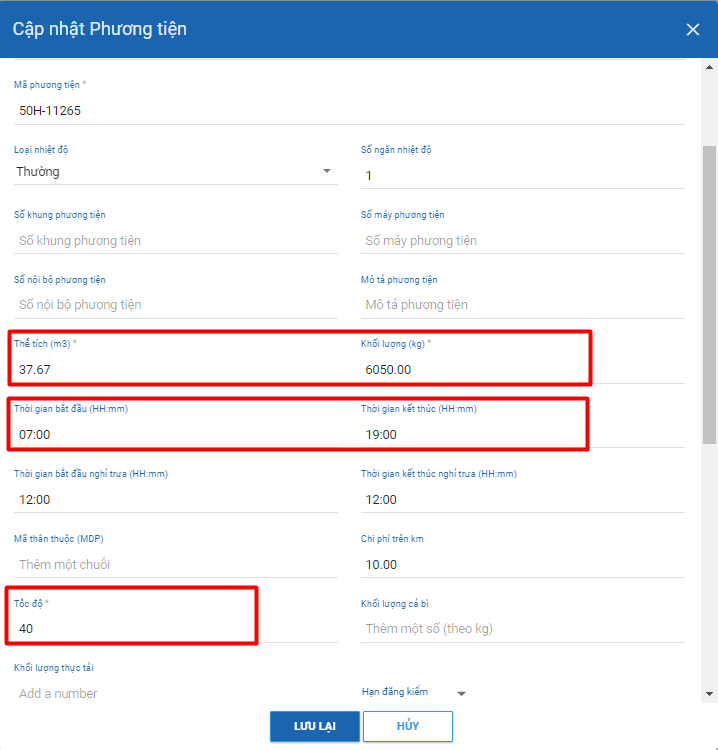 Cập nhật Phương tiện
Mã phương tiện *
50H-11265
Loại nhiệt độ
Số ngăn nhiệt độ
Thường
1
Số khung phương tiện
Số máy phương tiện
Số khung phương tiện
Số máy phương tiện
Số nội bộ phương tiện
Mô tả phương tiện
Số nội bộ phương tiện
Mô tả phương tiện
Thể tích (m3) *
Khối lượng (kg) *
37.67
6050.00
Thời gian bắt đầu (HH:mm)
Thời gian kết thúc (HH:mm)
07:00
19:00
Thời gian bắt đầu nghỉ trưa (HH:mm)
Thời gian kết thúc nghỉ trưa (HH:mm)
12:00
12:00
Mã thân thuộc (MDP)
Chi phí trên km
Thêm một chuỗi
10.00
Tốc độ *
Khối lượng cả bì
40
Thêm một số (theo kg)
Khối lượng thực tải
Add a number
Hạn đăng kiểm
LƯU LẠI
HỦY